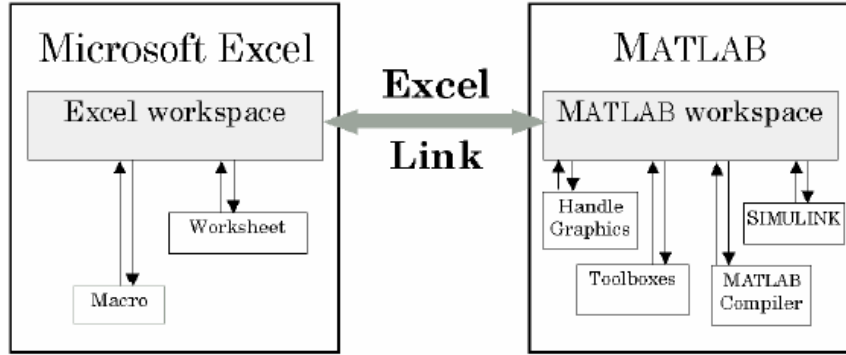 Microsoft Excel
Excel workspace
Worksheet
Macro
Excel
Link
MATLAB
MATLAB workspace
Handle
Graphics
SIMULINK
Toolboxes
MATLAB
Compiler